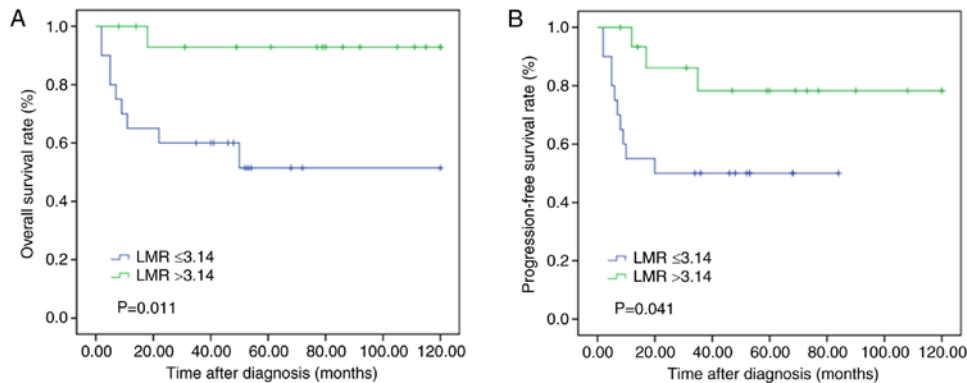 A
Overall survival rate (%)
1.0
0.8
0.6
0.4
0.2
0.0
LMR ≤3.14
LMR >3.14
P=0.011
0.00 20.00 40.00 60.00 80.00 100.00 120.00
Time after diagnosis (months)
B
Progression-free survival rate (%)
1.0
0.8
0.6
0.4
0.2
0.0
LMR ≤3.14
LMR >3.14
P=0.041
0.00 20.00 40.00 60.00 80.00 100.00 120.00
Time after diagnosis (months)